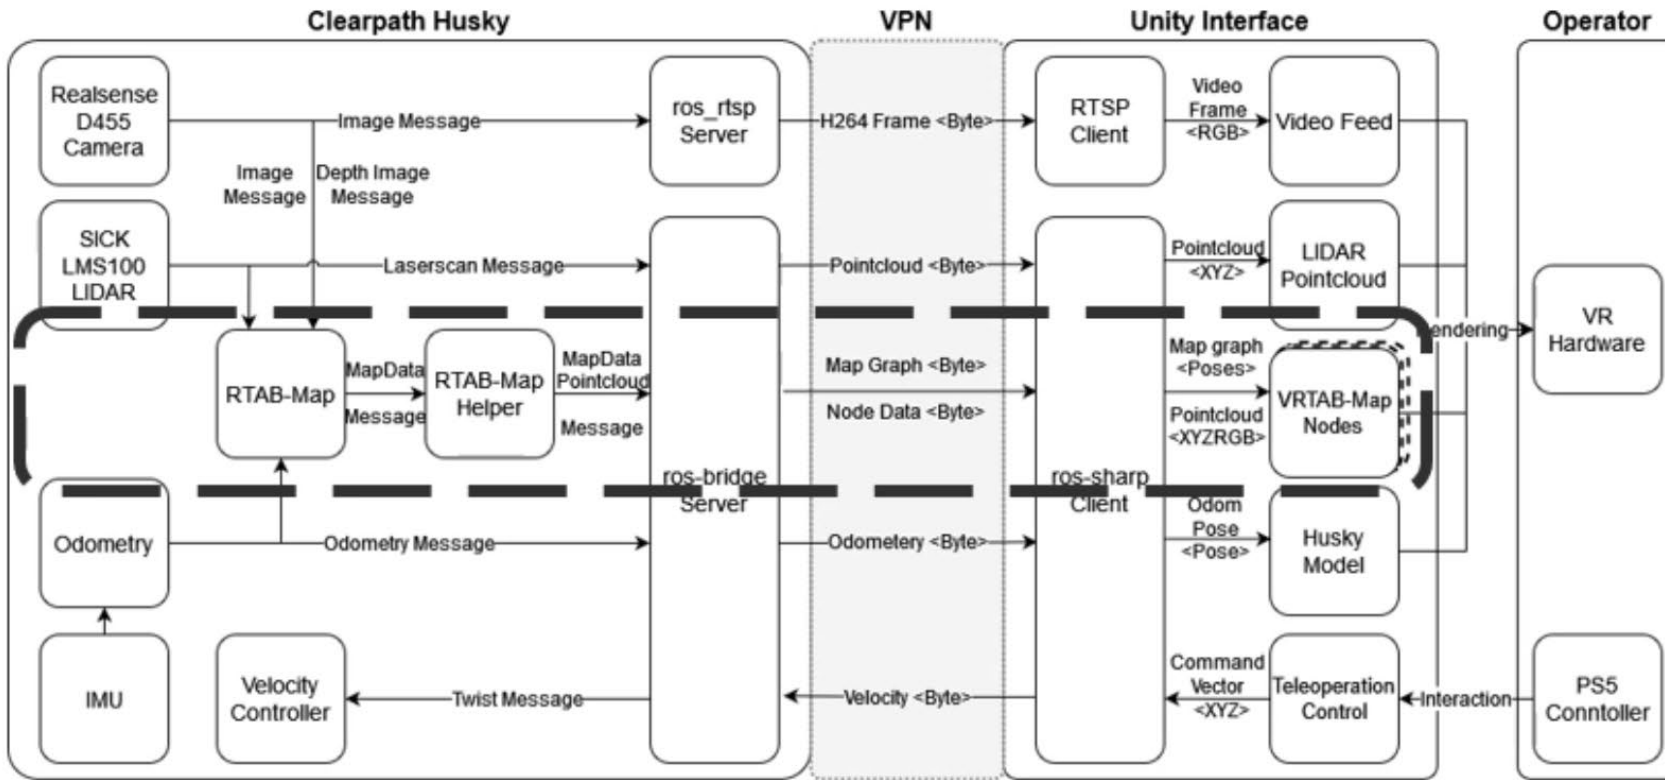 Clearpath Husky
VPN
Unity Interface
Operator
Realsense
D455
Camera
Image Message
ros_rtsp
Server
H264 Frame <Byte>
RTSP
Client
Video
Frame
<RGB>
Video Feed
Image
Message
Depth Image
Message
SICK
LMS100
LIDAR
Laserscan Message
Pointcloud <Byte>
Pointcloud
<XYZ>
LIDAR
Pointcloud
RTAB-Map
MapData
Message
RTAB-Map
Helper
MapData
Pointcloud
Message
Map Graph <Byte>
Node Data <Byte>
Map graph
<Poses>
Pointcloud
<XYZRGB>
VRTAB-Map
Nodes
endering
VR
Hardware
ros-bridge
Server
ros-sharp
Client
Odometry
Odometry Message
Odometery <Byte>
Odom
Pose
<Pose>
Husky
Model
IMU
Velocity
Controller
Twist Message
Velocity <Byte>
Command
Vector
<XYZ>
Teleoperation
Control
Interaction
PS5
Conntoller